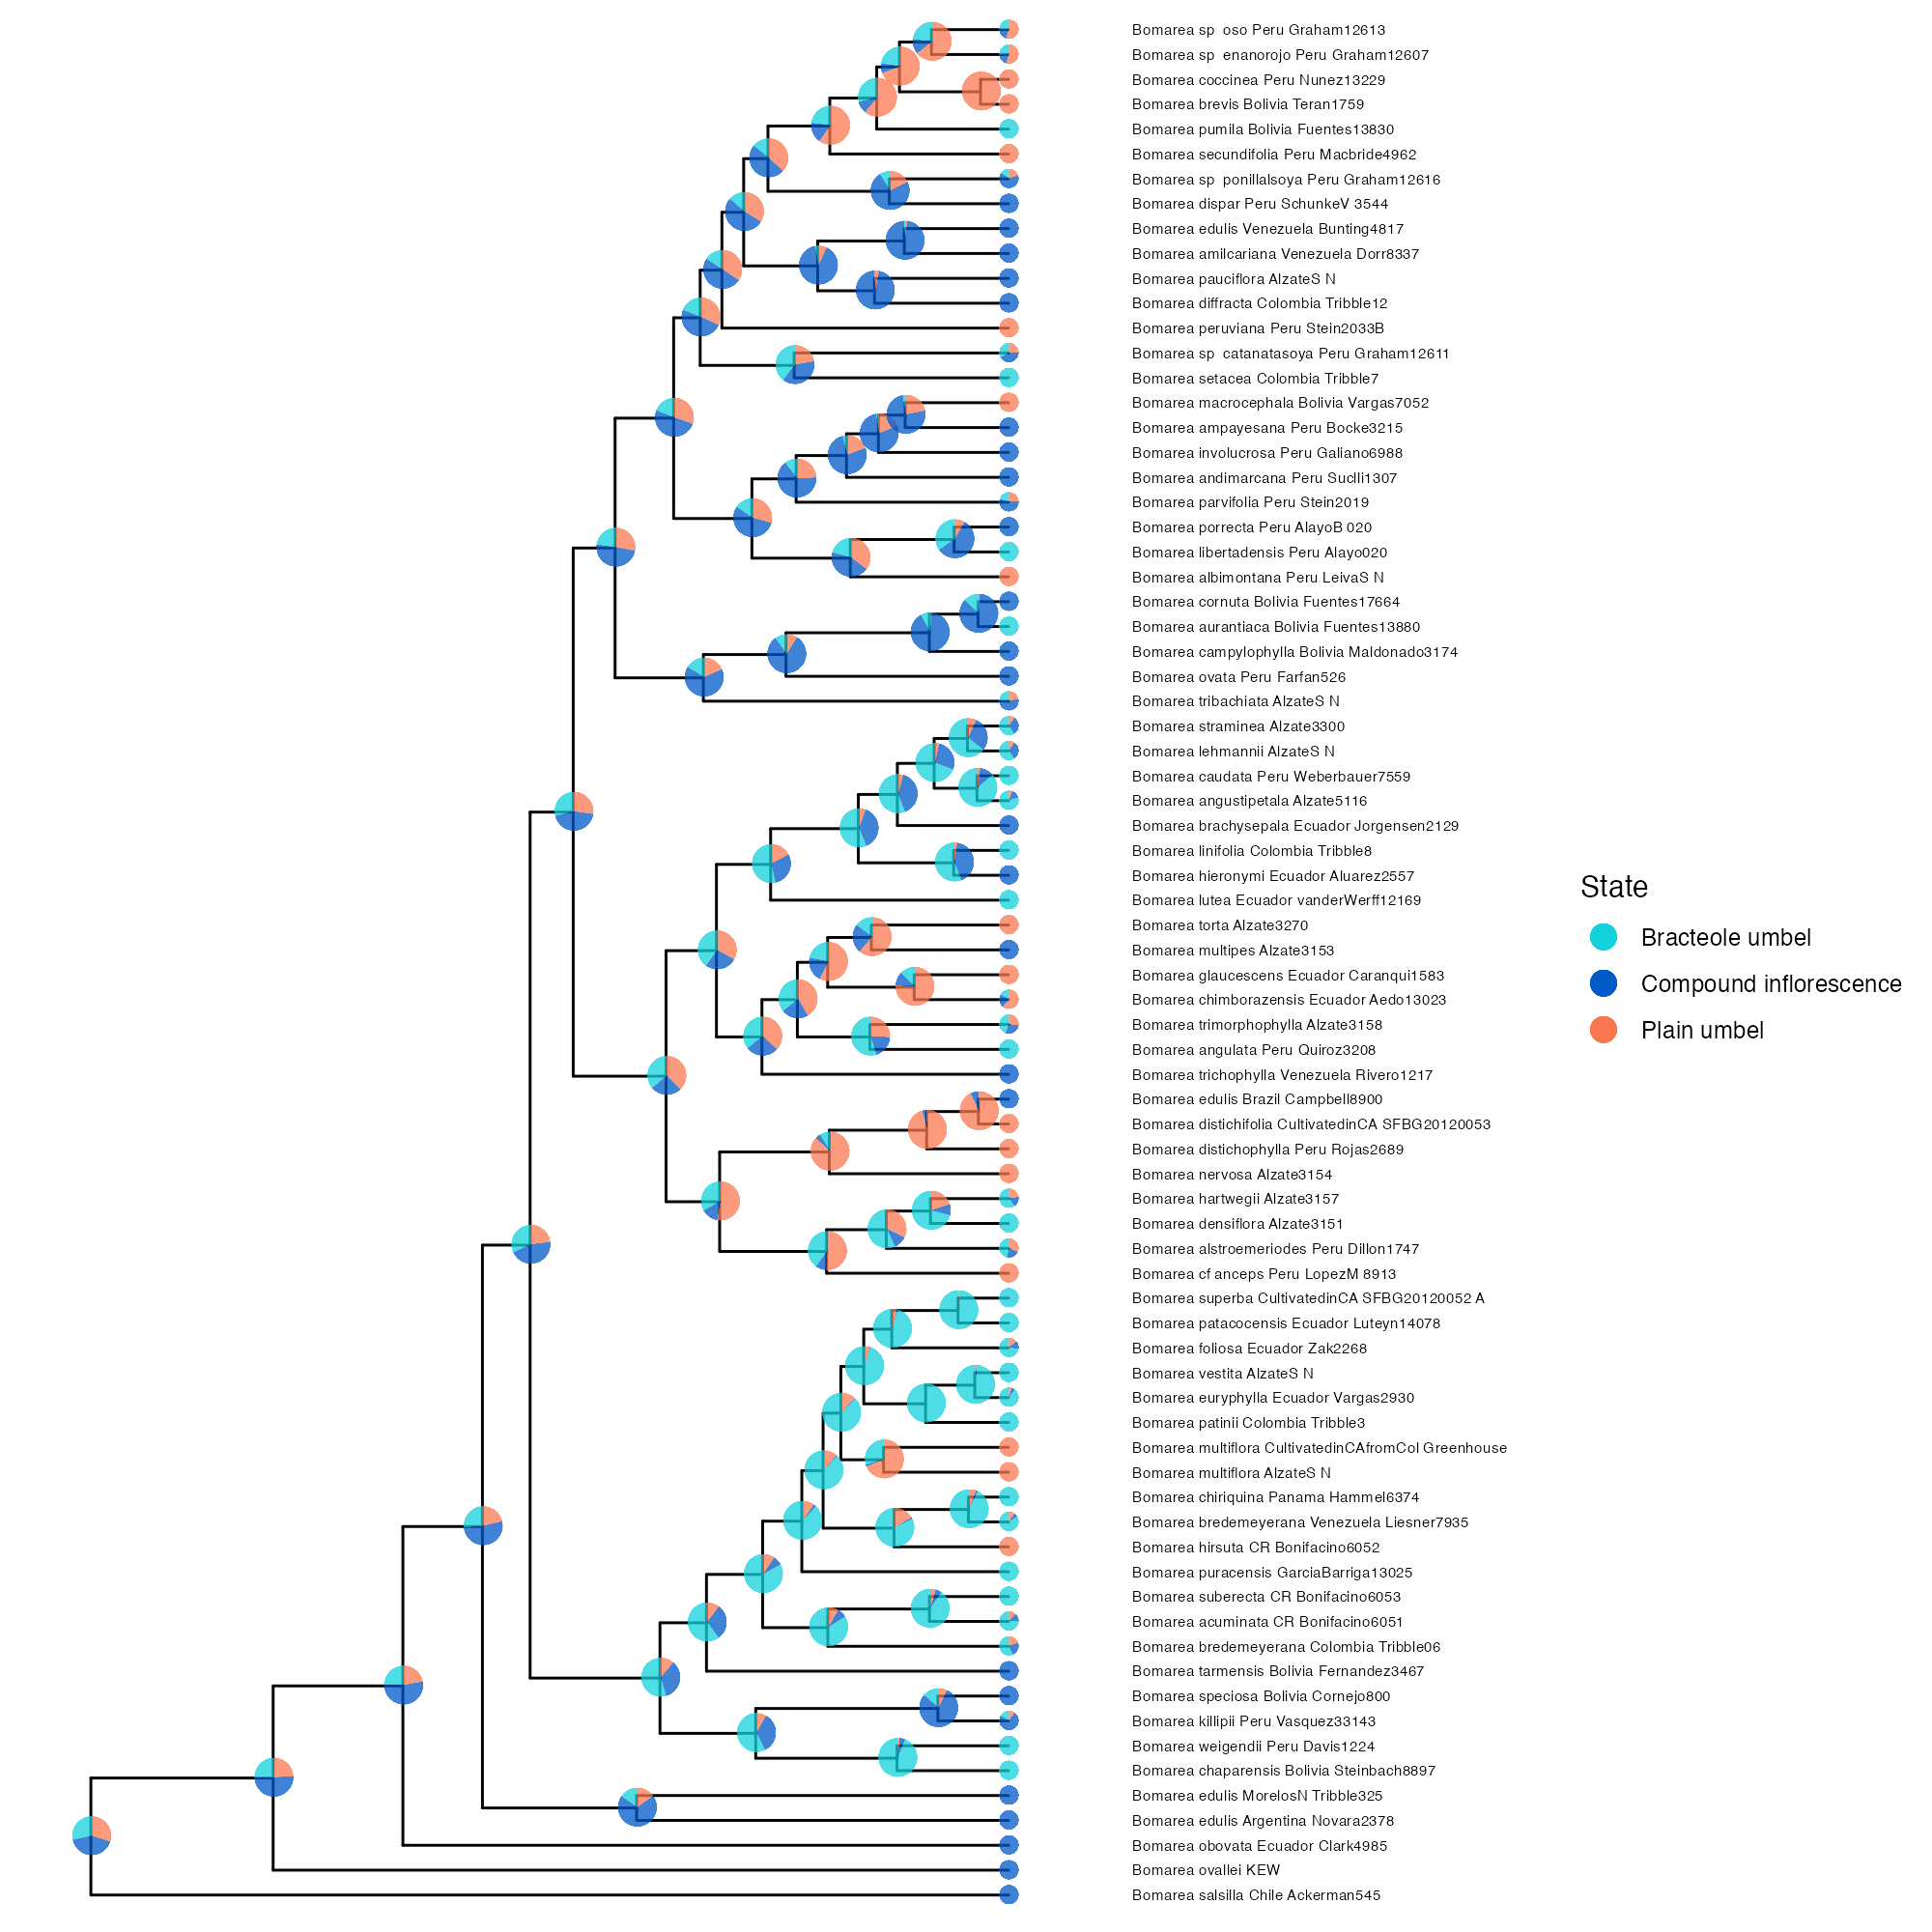 Bomarea sp oso Peru Graham12613
Bomarea sp enanorojo Peru Graham12607
Bomarea coccinea Peru Nunez13229
Bomarea brevis Bolivia Teran1759
Bomarea pumila Bolivia Fuentes13830
Bomarea secundifolia Peru Macbride4962
Bomarea sp ponillalsoya Peru Graham12616
Bomarea dispar Peru SchunkeV 3544
Bomarea edulis Venezuela Bunting4817
Bomarea amilcariana Venezuela Dorr8337
Bomarea pauciflora AlzateS N
Bomarea diffracta Colombia Tribble12
Bomarea peruviana Peru Stein2033B
Bomarea sp catanatasoya Peru Graham12611
Bomarea setacea Colombia Tribble7
Bomarea macrocephala Bolivia Vargas7052
Bomarea ampayesana Peru Bocke3215
Bomarea involucrosa Peru Galiano6988
Bomarea andimarcana Peru Suclli1307
Bomarea parvifolia Peru Stein2019
Bomarea porrecta Peru AlayoB 020
Bomarea libertadensis Peru Alayo020
Bomarea albimontana Peru LeivaS N
Bomarea cornuta Bolivia Fuentes17664
Bomarea aurantiaca Bolivia Fuentes13880
Bomarea campylophylla Bolivia Maldonado3174
Bomarea ovata Peru Farfan526
Bomarea tribachiata AlzateS N
Bomarea straminea Alzate3300
Bomarea lehmannii AlzateS N
Bomarea caudata Peru Weberbauer7559
Bomarea angustipetala Alzate5116
Bomarea brachysepala Ecuador Jorgensen2129
Bomarea linifolia Colombia Tribble8
Bomarea hieronymi Ecuador Aluarez2557
Bomarea lutea Ecuador vanderWerff12169
Bomarea torta Alzate3270
Bomarea multipes Alzate3153
Bomarea glaucescens Ecuador Caranqui1583
Bomarea chimborazensis Ecuador Aedo13023
Bomarea trimorphophylla Alzate3158
Bomarea angulata Peru Quiroz3208
Bomarea trichophylla Venezuela Rivero1217
Bomarea edulis Brazil Campbell8900
Bomarea distichifolia CultivatedinCA SFBG20120053
Bomarea distichophylla Peru Rojas2689
Bomarea nervosa Alzate3154
Bomarea hartwegii Alzate3157
Bomarea densiflora Alzate3151
Bomarea alstroemeriodes Peru Dillon1747
Bomarea cf anceps Peru LopezM 8913
Bomarea superba CultivatedinCA SFBG20120052 A
Bomarea patacocensis Ecuador Luteyn14078
Bomarea foliosa Ecuador Zak2268
Bomarea vestita AlzateS N
Bomarea euryphylla Ecuador Vargas2930
Bomarea patinii Colombia Tribble3
Bomarea multiflora CultivatedinCAfromCol Greenhouse
Bomarea multiflora AlzateS N
Bomarea chiriquina Panama Hammel6374
Bomarea bredemeyerana Venezuela Liesner7935
Bomarea hirsuta CR Bonifacino6052
Bomarea puracensis GarciaBarriga13025
Bomarea suberecta CR Bonifacino6053
Bomarea acuminata CR Bonifacino6051
Bomarea bredemeyerana Colombia Tribble06
Bomarea tarmensis Bolivia Fernandez3467
Bomarea speciosa Bolivia Cornejo800
Bomarea killipii Peru Vasquez33143
Bomarea weigendii Peru Davis1224
Bomarea chaparensis Bolivia Steinbach8897
Bomarea edulis MorelosN Tribble325
Bomarea edulis Argentina Novara2378
Bomarea obovata Ecuador Clark4985
Bomarea ovallei KEW
Bomarea salsilla Chile Ackerman545
State
Bracteole umbel
Compound inflorescence
Plain umbel